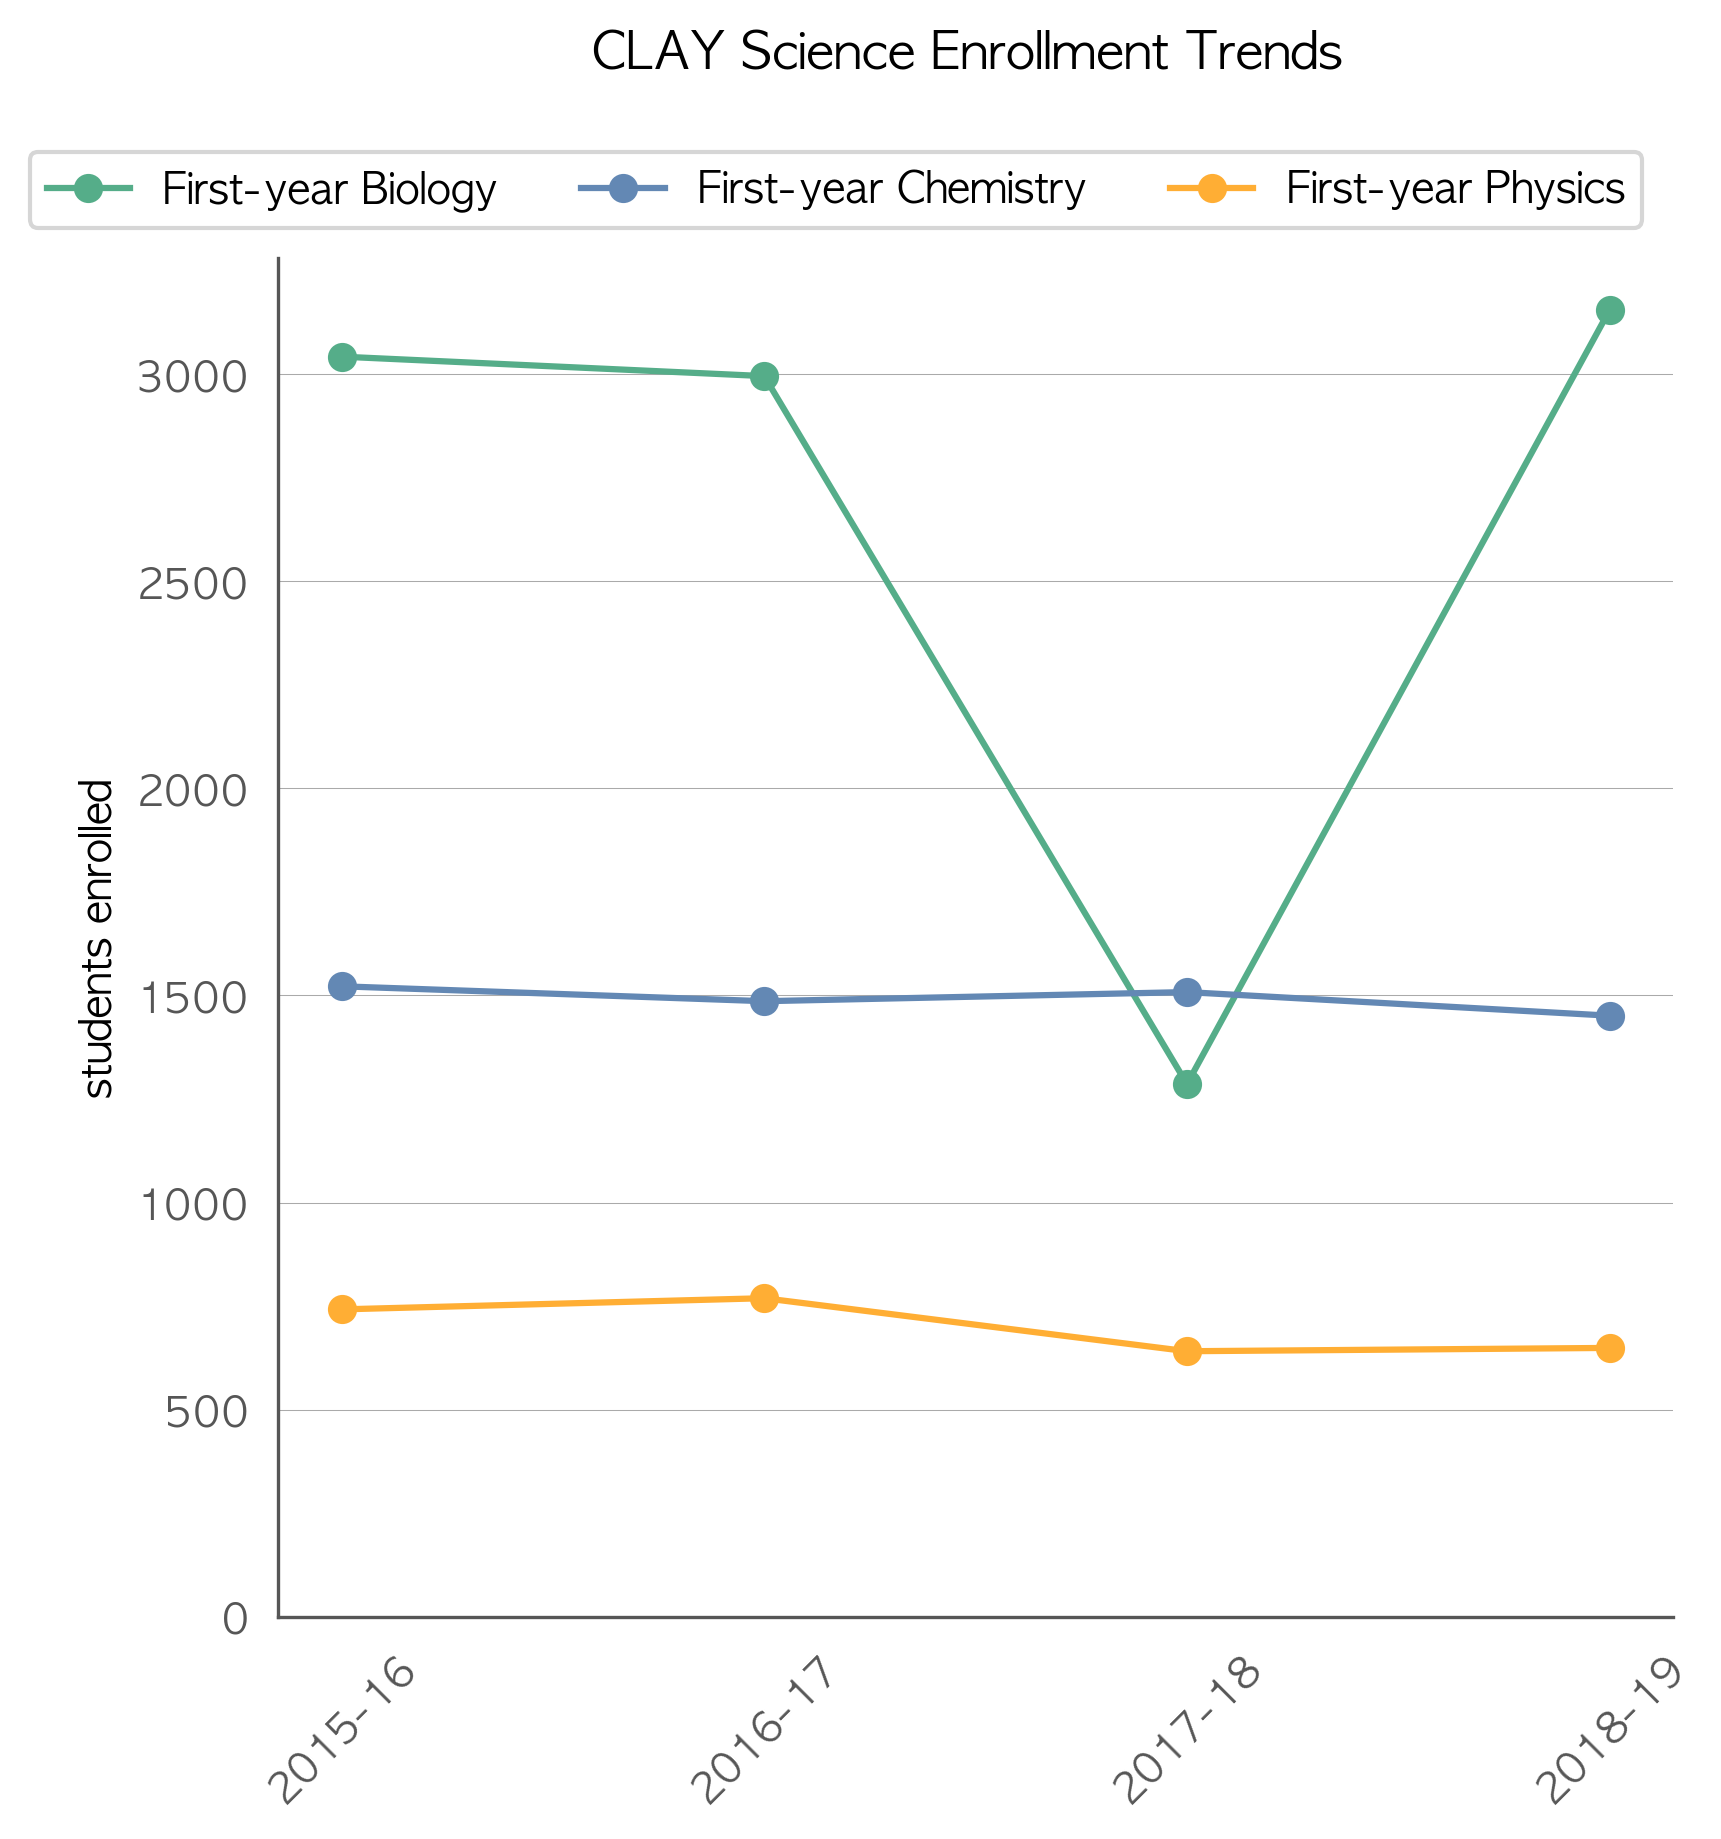 CLAY Science Enrollment Trends
First-year Biology First-year Chemistry First-year Physics
3000
2500
2000
1500
1000
500
0
students enrolled
2015-16 2016-17 2017-18 2018-19